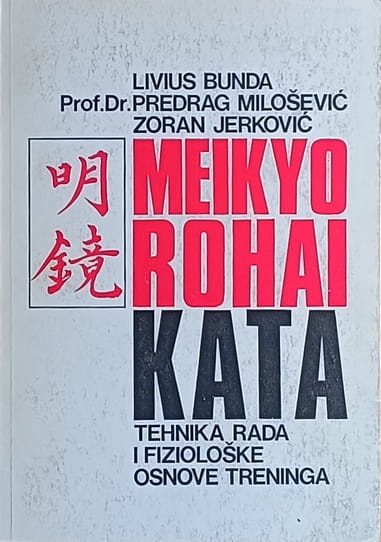 LIVIUS BUNDA
Prof.Dr. PREDRAG MILOŠEVIĆ
ZORAN JERKOVIĆ
明
鏡
MEIKYO
ROHAI
KATA
TEHNIKA RADA
I FIZIOLOŠKE
OSNOVE TRENINGA